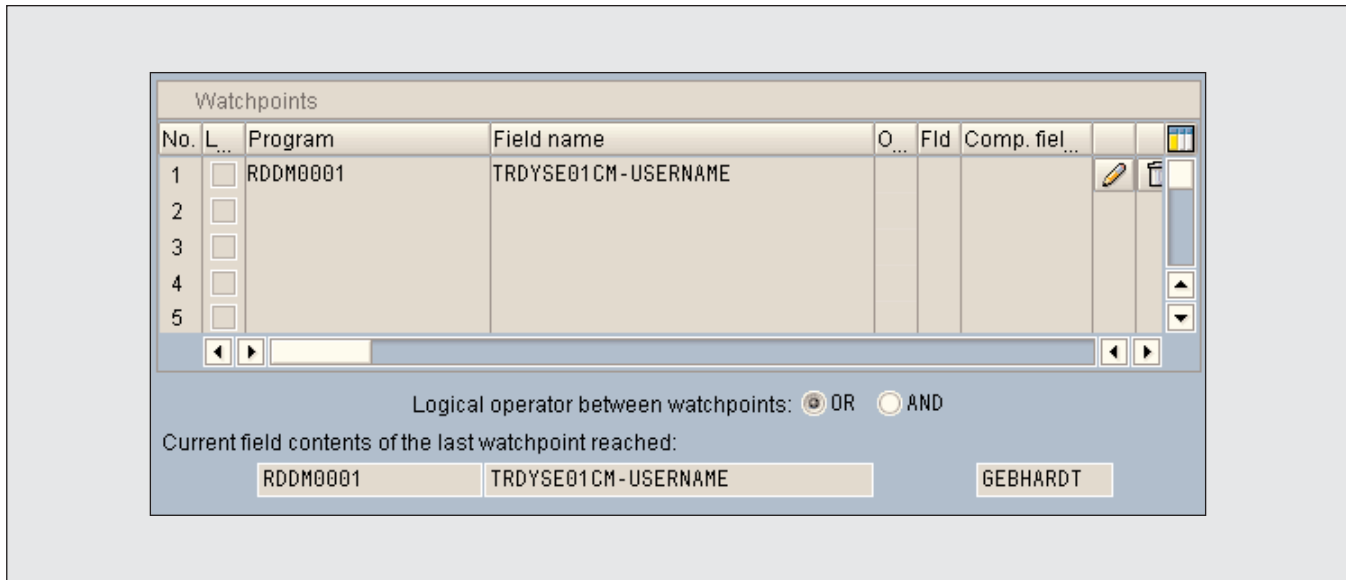 Watchpoints
No. L... Program Field name O... Fld Comp. fiel...
1 RDDM0001 TRDYSE01CM-USERNAME
2
3
4
5
Logical operator between watchpoints: OR AND
Current field contents of the last watchpoint reached:
RDDM0001 TRDYSE01CM-USERNAME GEBHARDT